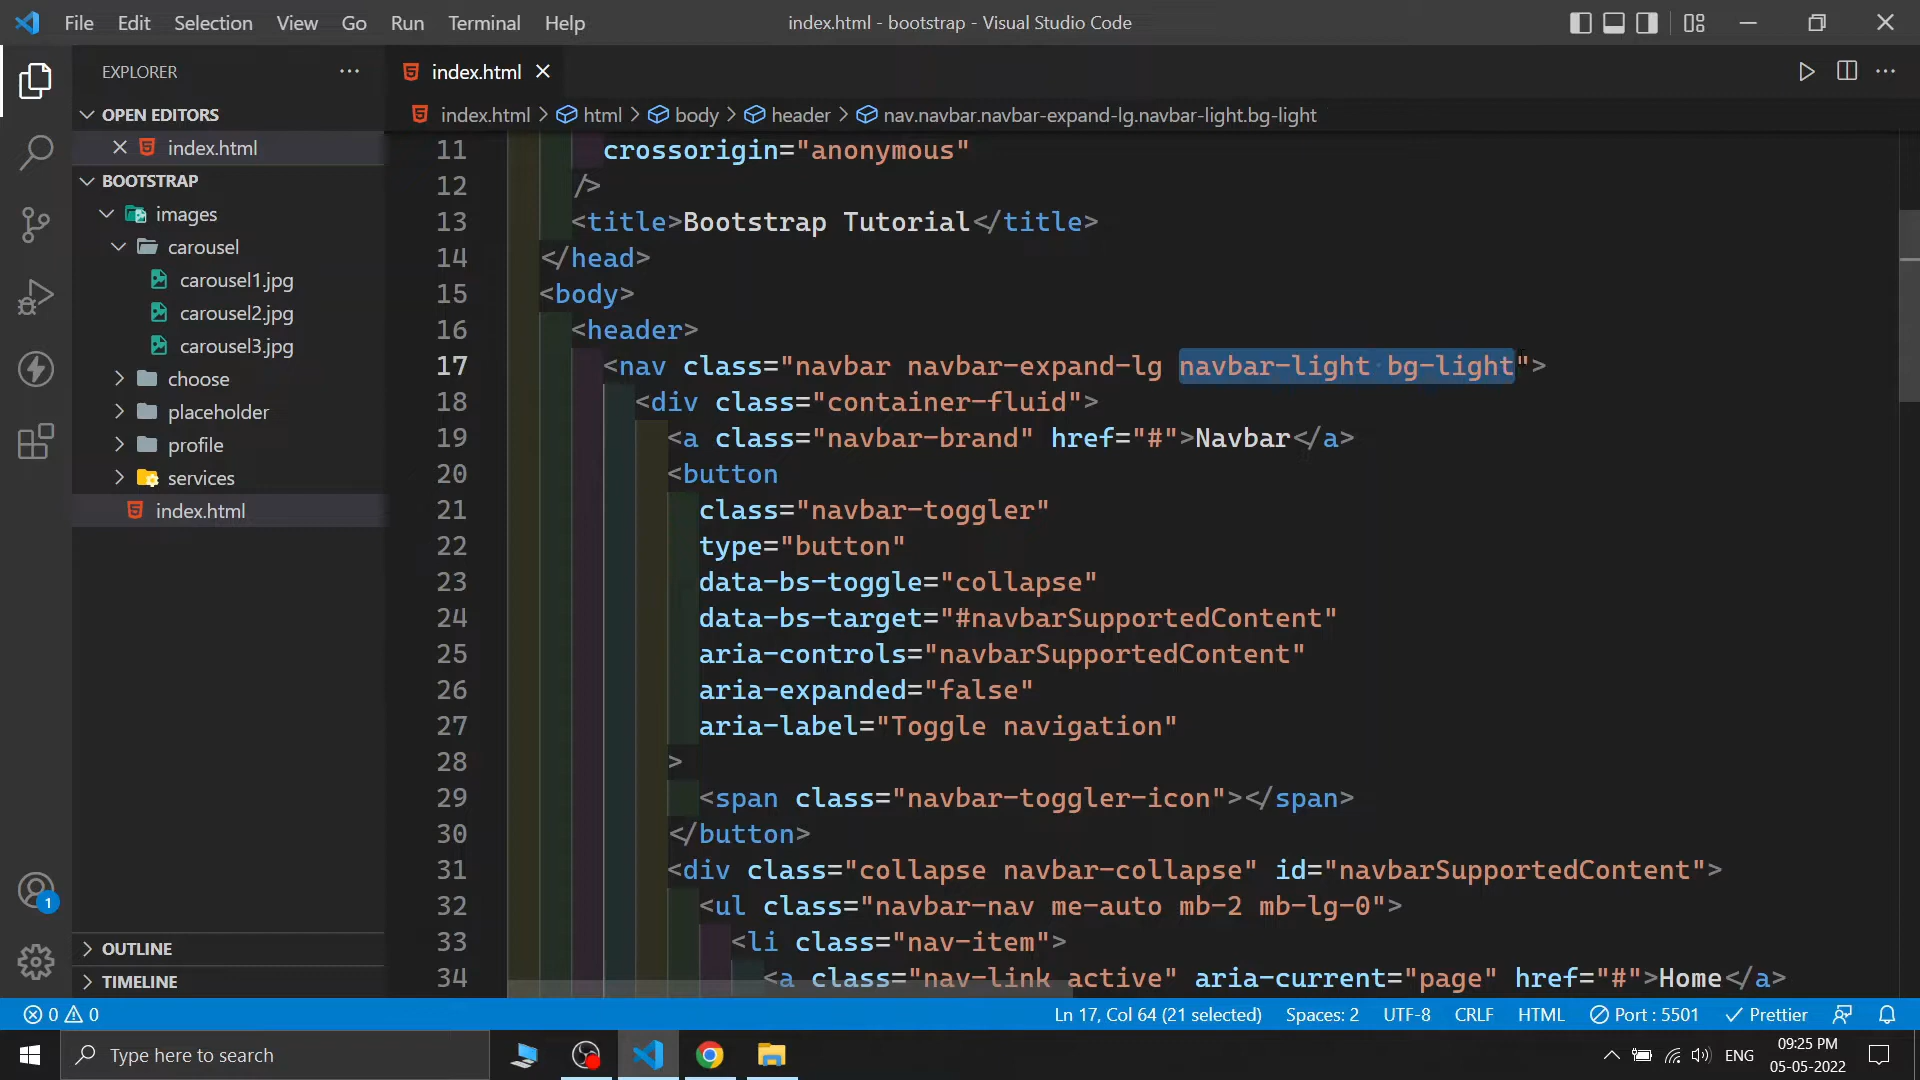 File Edit Selection View Go Run Terminal Help
index.html - bootstrap - Visual Studio Code
EXPLORER
OPEN EDITORS
index.html
BOOTSTRAP
images
carousel
carousel1.jpg
carousel2.jpg
carousel3.jpg
choose
placeholder
profile
services
index.html
OUTLINE
TIMELINE
1
index.html
index.html > html > body > header > nav.navbar.navbar-expand-lg.navbar-light.bg-light
11 crossorigin="anonymous"
12 />
13 <title>Bootstrap Tutorial</title>
14 </head>
15 <body>
16 <header>
17 <nav class="navbar navbar-expand-lg navbar-light bg-light">
18 <div class="container-fluid">
19 <a class="navbar-brand" href="#">Navbar</a>
20 <button
21 class="navbar-toggler"
22 type="button"
23 data-bs-toggle="collapse"
24 data-bs-target="#navbarSupportedContent"
25 aria-controls="navbarSupportedContent"
26 aria-expanded="false"
27 aria-label="Toggle navigation"
28 >
29 <span class="navbar-toggler-icon"></span>
30 </button>
31 <div class="collapse navbar-collapse" id="navbarSupportedContent">
32 <ul class="navbar-nav me-auto mb-2 mb-lg-0">
33 <li class="nav-item">
34 <a class="nav-link active" aria-current="page" href="#">Home</a>
0 0 Ln 17, Col 64 (21 selected) Spaces: 2 UTF-8 CRLF HTML Port : 5501 Prettier
Type here to search
ENG
09:25 PM
05-05-2022